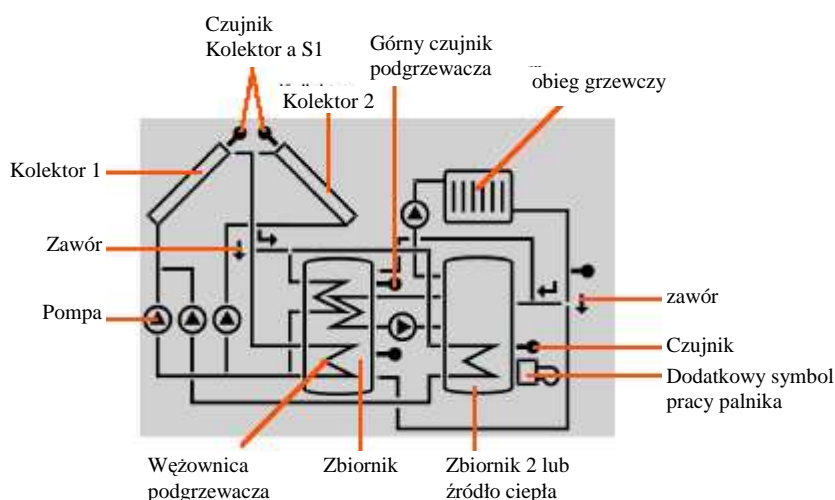 Czujnik
Kolektor a S1
Górny czujnik
podgrzewacza
obieg grzewczy
Kolektor 2
Kolektor 1
Zawór
zawór
Pompa
Czujnik
Dodatkowy symbol
pracy palnika
Wężownica
podgrzewacza
Zbiornik
Zbiornik 2 lub
źródło ciepła